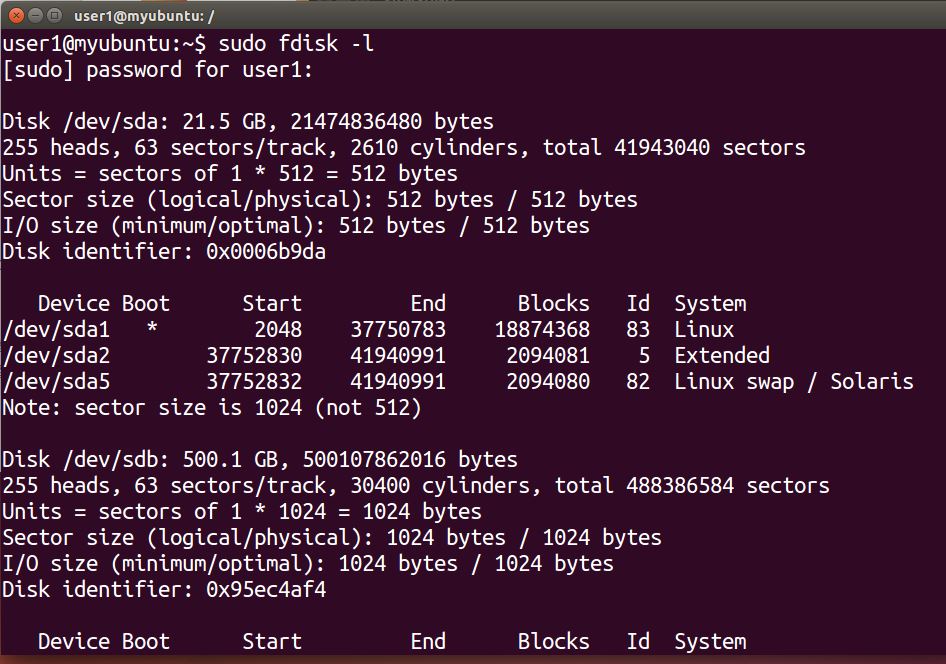 user1@myubuntu: /
user1@myubuntu:~$ sudo fdisk -l
[sudo] password for user1:
Disk /dev/sda: 21.5 GB, 21474836480 bytes
255 heads, 63 sectors/track, 2610 cylinders, total 41943040 sectors
Units = sectors of 1 * 512 = 512 bytes
Sector size (logical/physical): 512 bytes / 512 bytes
I/O size (minimum/optimal): 512 bytes / 512 bytes
Disk identifier: 0x0006b9da
   Device Boot      Start         End      Blocks   Id  System
/dev/sda1   *        2048    37750783    18874368   83  Linux
/dev/sda2        37752830    41940991     2094081    5  Extended
/dev/sda5        37752832    41940991     2094080   82  Linux swap / Solaris
Note: sector size is 1024 (not 512)
Disk /dev/sdb: 500.1 GB, 500107862016 bytes
255 heads, 63 sectors/track, 30400 cylinders, total 488386584 sectors
Units = sectors of 1 * 1024 = 1024 bytes
Sector size (logical/physical): 1024 bytes / 1024 bytes
I/O size (minimum/optimal): 1024 bytes / 1024 bytes
Disk identifier: 0x95ec4af4
   Device Boot      Start         End      Blocks   Id  System